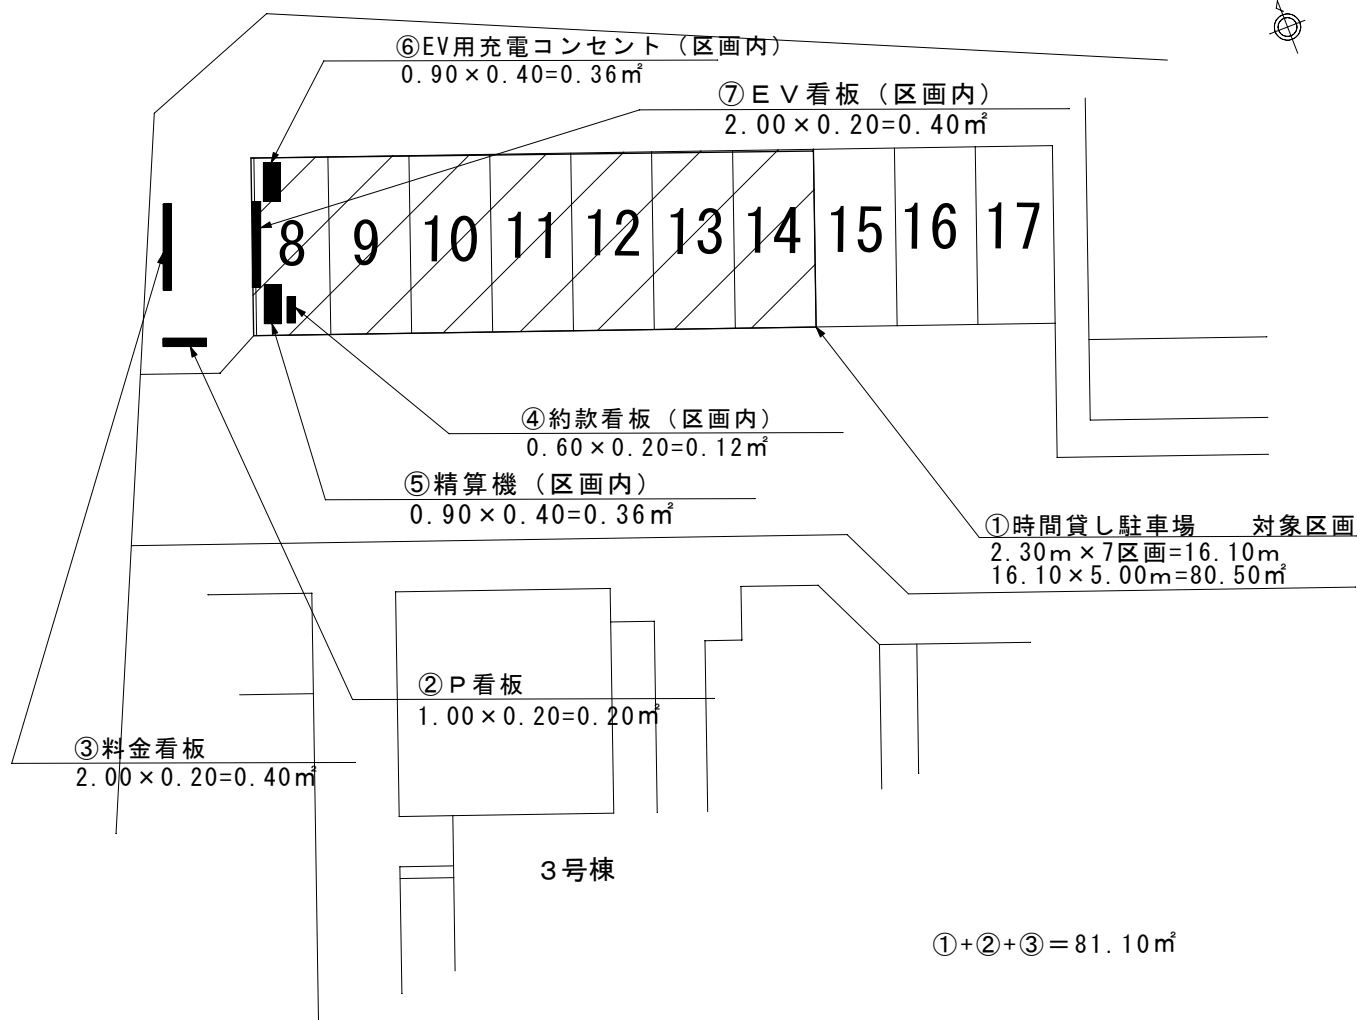 ⑥EV用充電コンセント（区画内）
0.90×0.40=0.36㎡
⑦ＥＶ看板（区画内）
2.00×0.20=0.40㎡
8 9 10 11 12 13 14 15 16 17
④約款看板（区画内）
0.60×0.20=0.12㎡
⑤精算機（区画内）
0.90×0.40=0.36㎡
①時間貸し駐車場　対象区画
2.30ｍ×7区画=16.10ｍ
16.10×5.00ｍ=80.50㎡
②Ｐ看板
1.00×0.20=0.20㎡
③料金看板
2.00×0.20=0.40㎡
３号棟
①+②+③＝81.10㎡